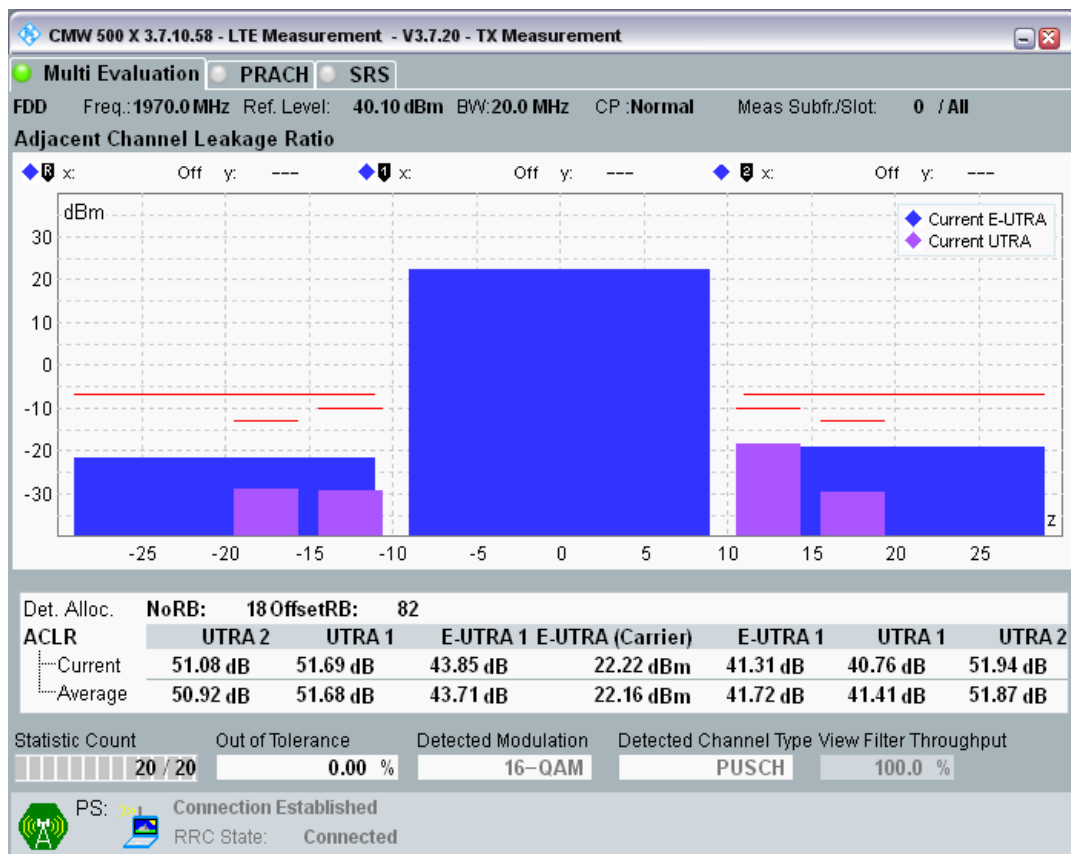 CMW 500 X 3.7.10.58 - LTE Measurement - V3.7.20 - TX Measurement
Multi Evaluation PRACH SRS
FDD Freq.:1970.0 MHz Ref. Level: 40.10 dBm BW:20.0 MHz CP :Normal Meas Subfr./Slot: 0 / All
Adjacent Channel Leakage Ratio
R x: Off y: --- 1 x: Off y: --- 2 x: Off y: ---
dBm
Current E-UTRA
Current UTRA
30
20
10
0
-10
-20
-30
z
-25 -20 -15 -10 -5 0 5 10 15 20 25
Det. Alloc. NoRB: 18 OffsetRB: 82
ACLR UTRA 2 UTRA 1 E-UTRA 1 E-UTRA (Carrier) E-UTRA 1 UTRA 1 UTRA 2
Current 51.08 dB 51.69 dB 43.85 dB 22.22 dBm 41.31 dB 40.76 dB 51.94 dB
Average 50.92 dB 51.68 dB 43.71 dB 22.16 dBm 41.72 dB 41.41 dB 51.87 dB
Statistic Count Out of Tolerance Detected Modulation Detected Channel Type View Filter Throughput
20 / 20 0.00 % 16-QAM PUSCH 100.0 %
PS: Connection Established
RRC State: Connected